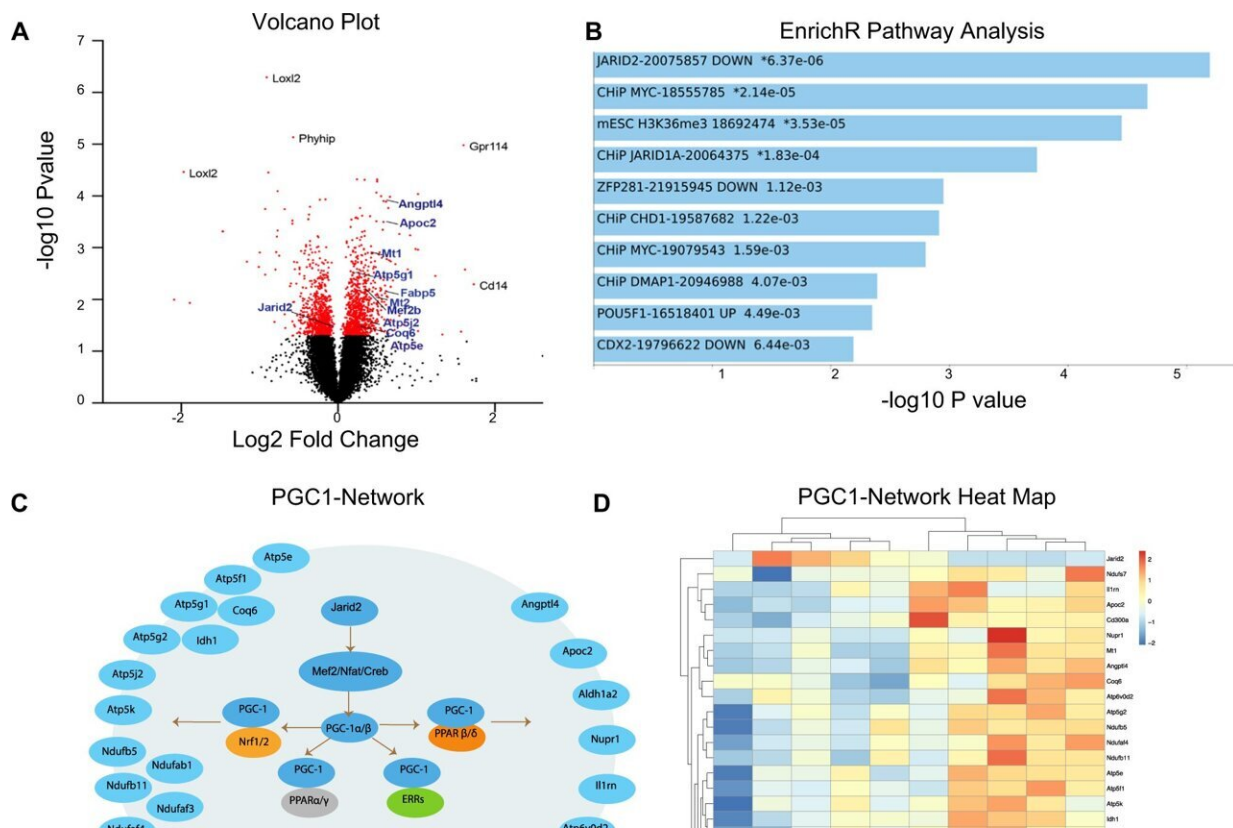 A
Volcano Plot
7
6
5
4
3
2
1
0
-log10 Pvalue
Loxl2
Phyhip
Gpr114
Loxl2
Angptl4
Apoc2
Mt1
Atp5g1
Fabp5
Cd14
Mt2
Jarid2
Mef2b
Atp5j2
Coq6
Atp5e
-2
0
2
Log2 Fold Change
B
EnrichR Pathway Analysis
JARID2-20075857 DOWN *6.37e-06
CHiP MYC-18555785 *2.14e-05
mESC H3K36me3 18692474 *3.53e-05
CHiP JARID1A-20064375 *1.83e-04
ZFP281-21915945 DOWN 1.12e-03
CHiP CHD1-19587682 1.22e-03
CHiP MYC-19079543 1.59e-03
CHiP DMAP1-20946988 4.07e-03
POU5F1-16518401 UP 4.49e-03
CDX2-19796622 DOWN 6.44e-03
1
2
3
4
5
-log10 P value
C
PGC1-Network
Atp5e
Atp5f1
Atp5g1
Coq6
Atp5g2
Idh1
Atp5j2
Atp5k
Ndufb5
Ndufab1
Ndufb11
Ndufaf3
Ndufaf4
Jarid2
Mef2/Nfat/Creb
PGC-1
Nrf1/2
PGC-1α/β
PGC-1
PPAR β/δ
PGC-1
PPARα/γ
PGC-1
ERRs
Angptl4
Apoc2
Aldh1a2
Nupr1
Il1rn
Atp6v0d2
D
PGC1-Network Heat Map
Jarid2
Ndufs7
Il1rn
Apoc2
Cd300a
Nupr1
Mt1
Angptl4
Coq6
Atp6v0d2
Atp5g2
Ndufb5
Ndufaf4
Ndufb11
Atp5e
Atp5f1
Atp5k
Idh1
2
1
0
-1
-2